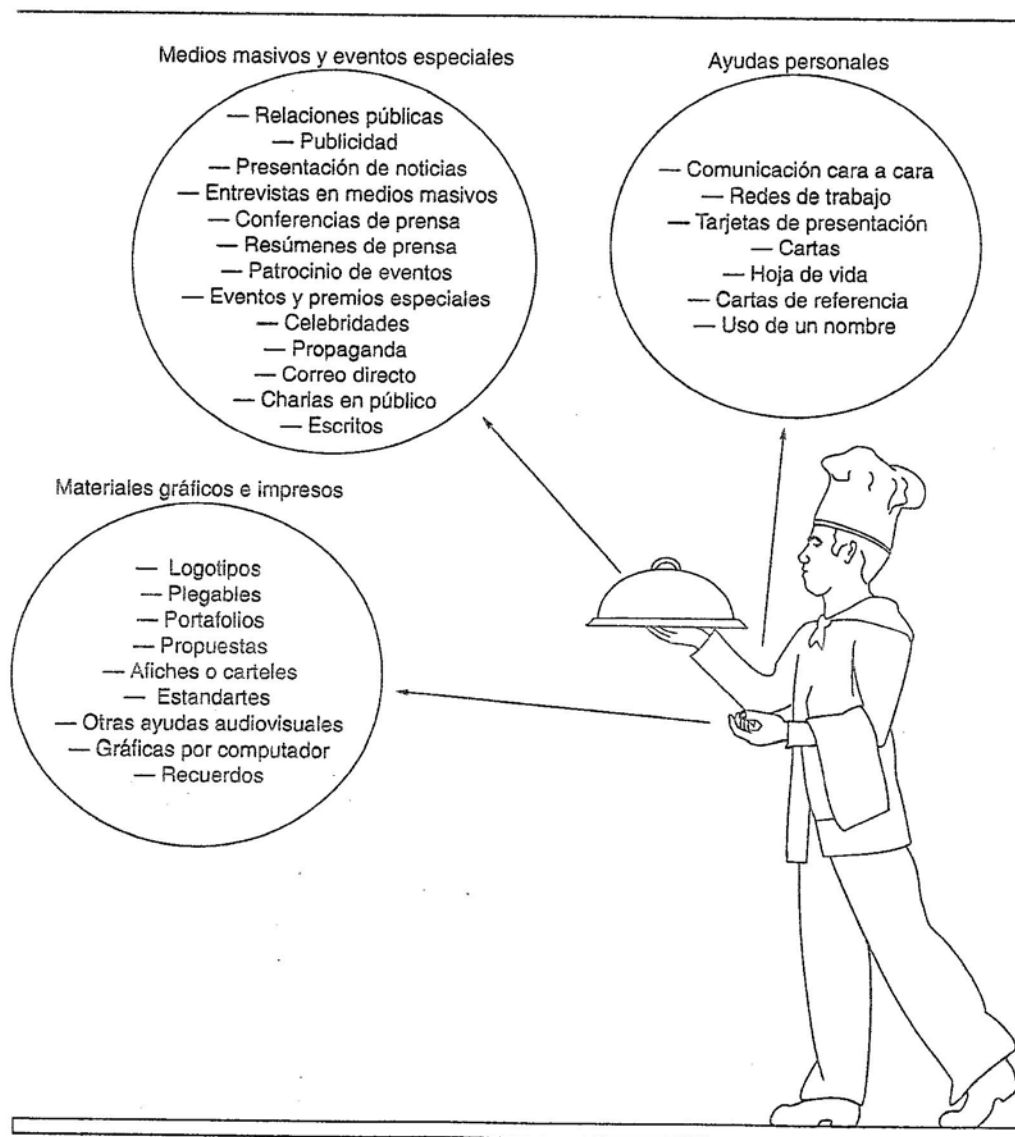 Medios masivos y eventos especiales
— Relaciones públicas
— Publicidad
— Presentación de noticias
— Entrevistas en medios masivos
— Conferencias de prensa
— Resúmenes de prensa
— Patrocinio de eventos
— Eventos y premios especiales
— Celebridades
— Propaganda
— Correo directo
— Charlas en público
— Escritos
Ayudas personales
— Comunicación cara a cara
— Redes de trabajo
— Tarjetas de presentación
— Cartas
— Hoja de vida
— Cartas de referencia
— Uso de un nombre
Materiales gráficos e impresos
— Logotipos
— Plegables
— Portafolios
— Propuestas
— Afiches o carteles
— Estandartes
— Otras ayudas audiovisuales
— Gráficas por computador
— Recuerdos